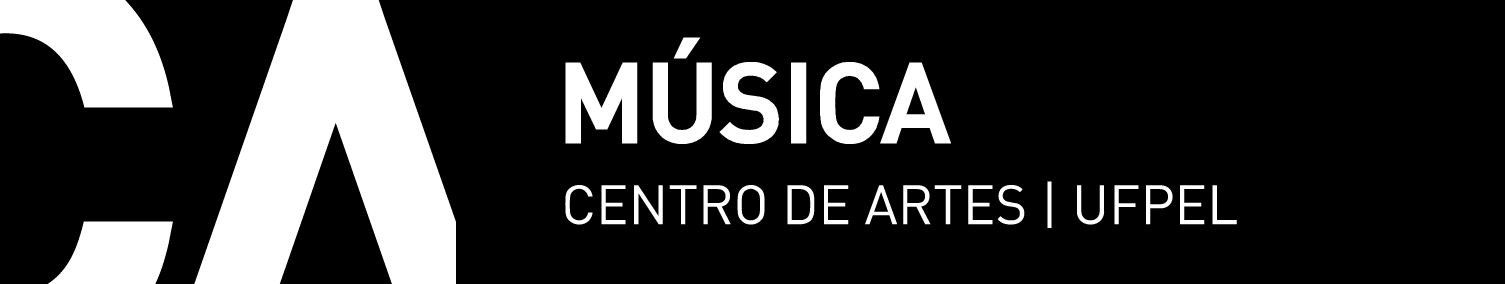 CA
MÚSICA
CENTRO DE ARTES | UFPEL